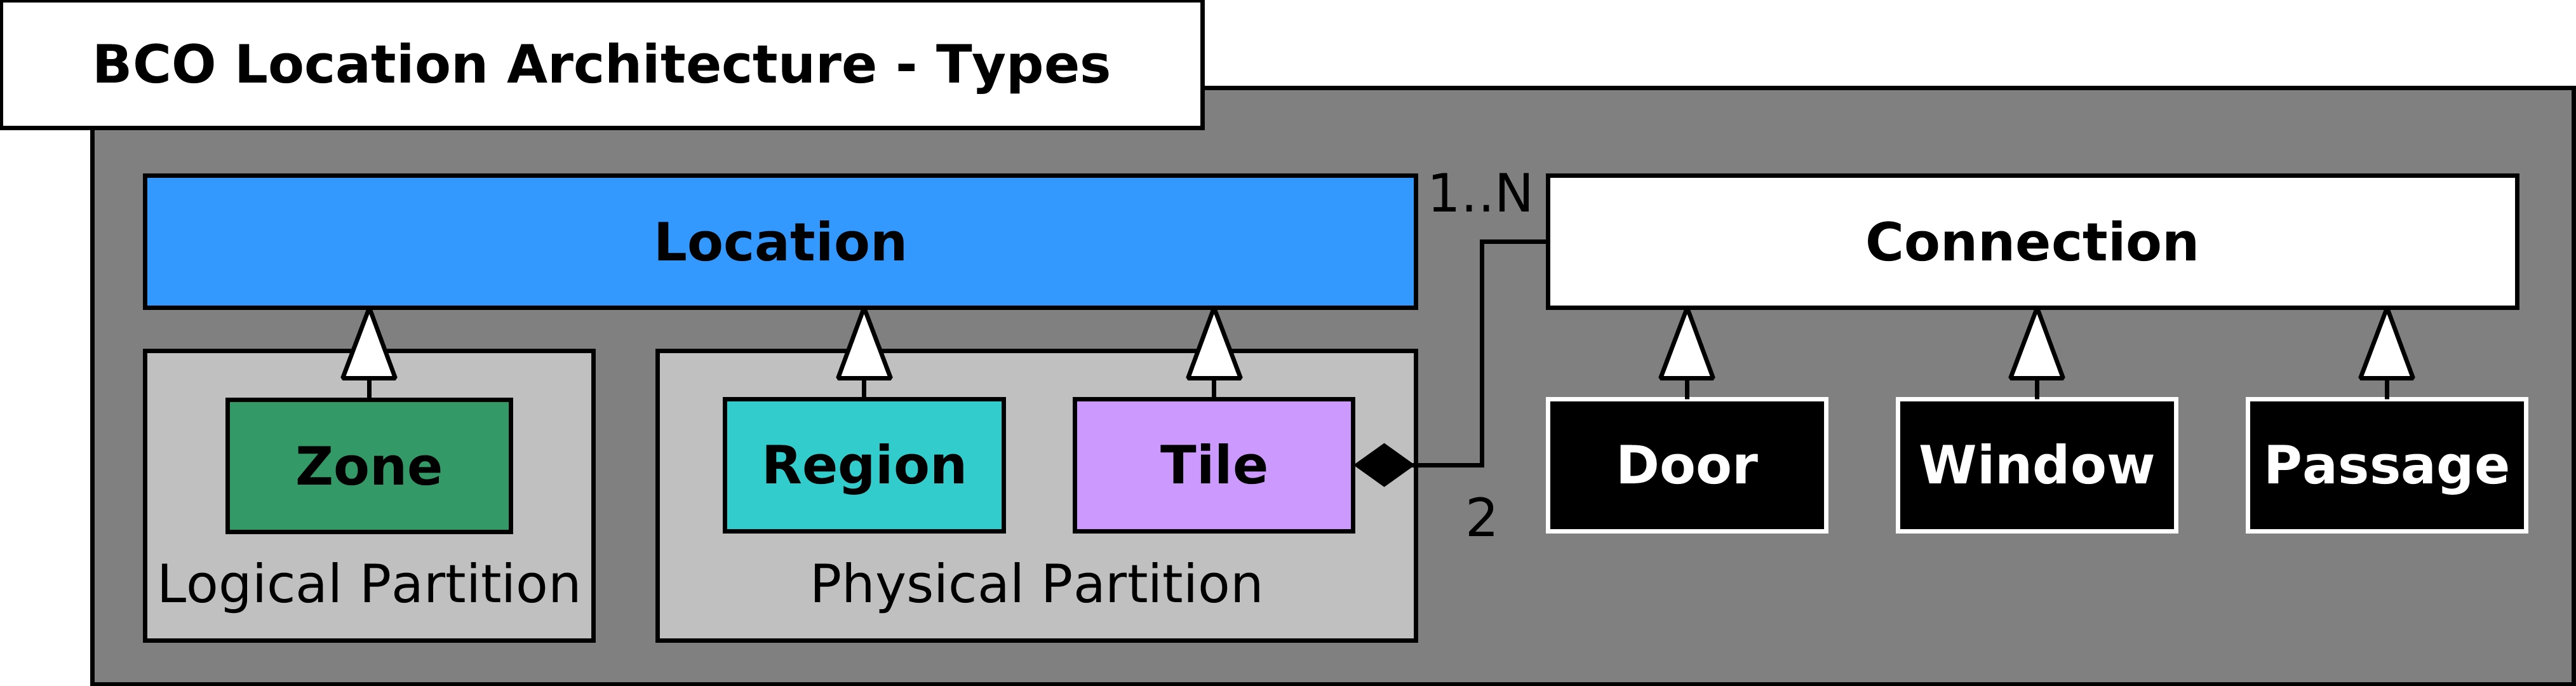 BCO Location Architecture - Types
Location
1..N
Connection
Zone
Region
Tile
2
Door
Window
Passage
Logical Partition
Physical Partition